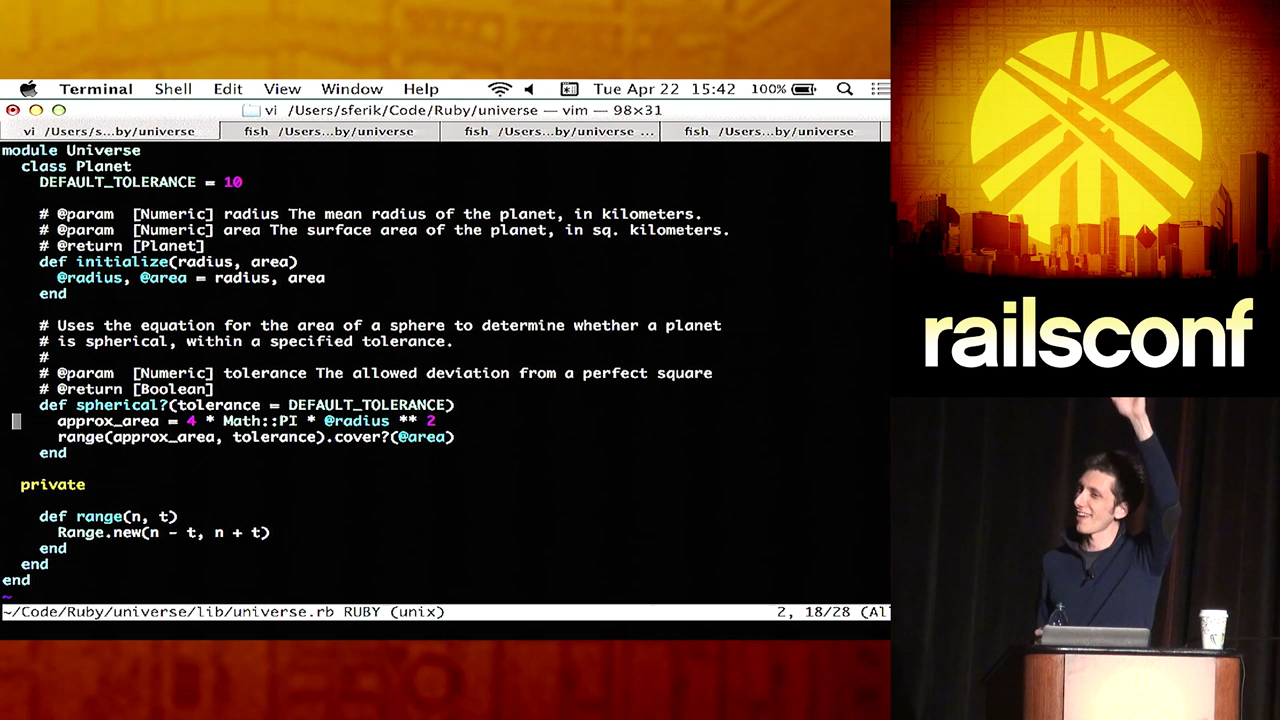 Terminal Shell Edit View Window Help Tue Apr 22 15:42 100%
vi /Users/sferik/Code/Ruby/universe — vim — 98×31
vi /Users/s...by/universe fish /Users...by/universe fish /Users...by/universe ... fish /Users...by/universe
module Universe
class Planet
DEFAULT_TOLERANCE = 10
# @param [Numeric] radius The mean radius of the planet, in kilometers.
# @param [Numeric] area The surface area of the planet, in sq. kilometers.
# @return [Planet]
def initialize(radius, area)
@radius, @area = radius, area
end
# Uses the equation for the area of a sphere to determine whether a planet
# is spherical, within a specified tolerance.
#
# @param [Numeric] tolerance The allowed deviation from a perfect square
# @return [Boolean]
def spherical?(tolerance = DEFAULT_TOLERANCE)
approx_area = 4 * Math::PI * @radius ** 2
range(approx_area, tolerance).cover?(@area)
end
private
def range(n, t)
Range.new(n - t, n + t)
end
end
end
~
~/Code/Ruby/universe/lib/universe.rb RUBY (unix) 2, 18/28 (Al
railsconf